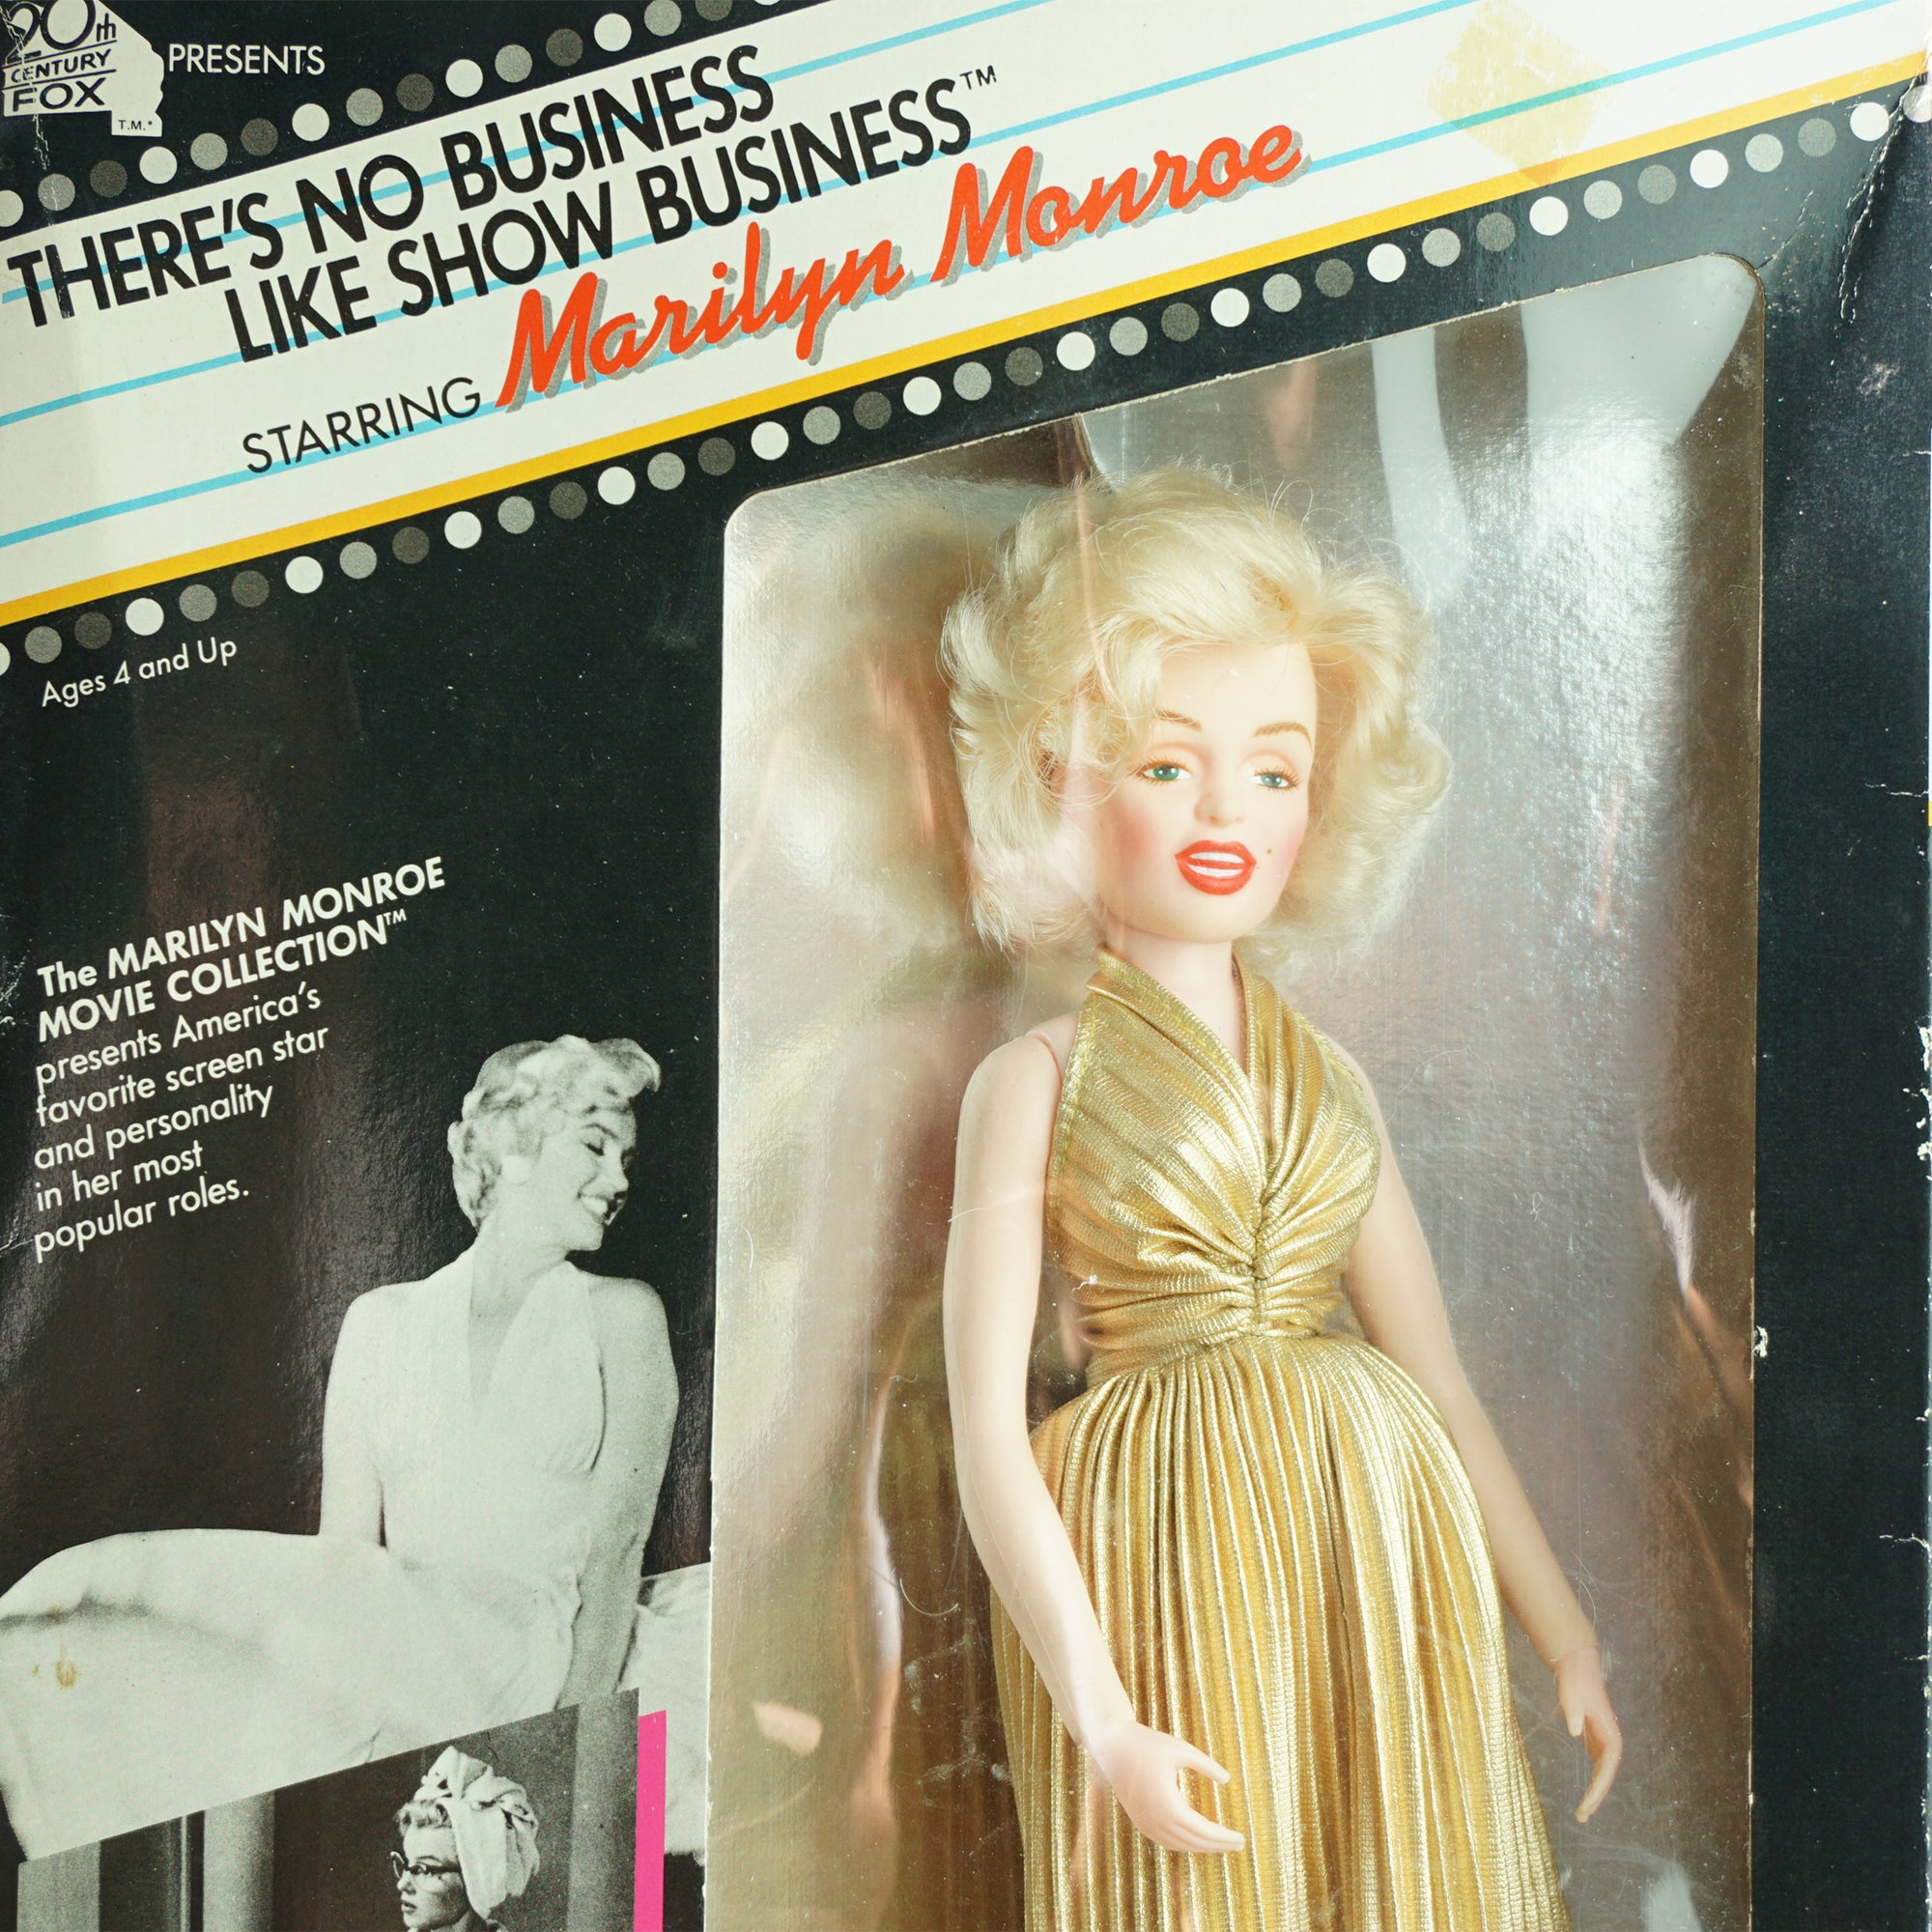 20th
CENTURY
FOX
T.M.*
PRESENTS
THERE'S NO BUSINESS
LIKE SHOW BUSINESS™
STARRING Marilyn Monroe
Ages 4 and Up
The MARILYN MONROE
MOVIE COLLECTION™
presents America's
favorite screen star
and personality
in her most
popular roles.